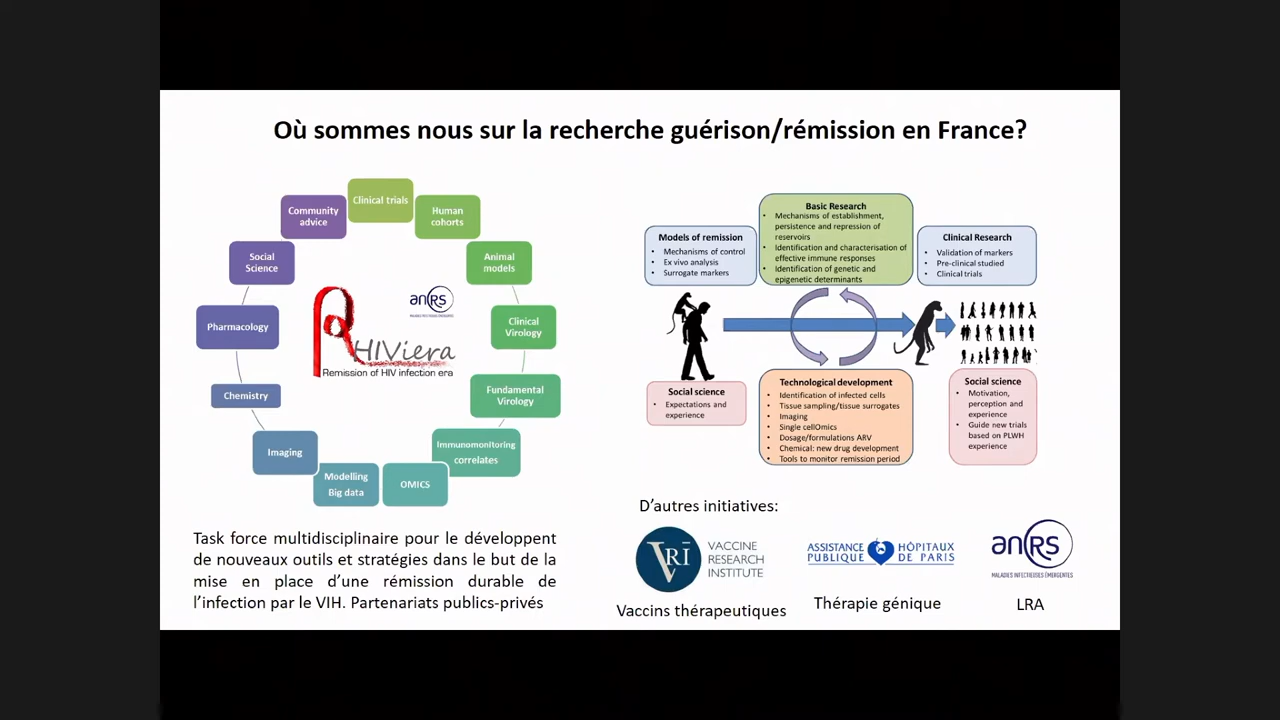 Où sommes nous sur la recherche guérison/rémission en France?
Clinical trials
Human
cohorts
Animal
models
Clinical
Virology
Fundamental
Virology
Immunomonitoring
correlates
OMICS
Modelling
Big data
Imaging
Chemistry
Pharmacology
Social
Science
Community
advice
RHIViera
Remission of HIV infection era
anRS
MALADIES INFECTIEUSES ÉMERGENTES
Task force multidisciplinaire pour le développent
de nouveaux outils et stratégies dans le but de la
mise en place d’une rémission durable de
l’infection par le VIH. Partenariats publics-privés
Models of remission
• Mechanisms of control
• Ex vivo analysis
• Surrogate markers
Basic Research
• Mechanisms of establishment,
persistence and repression of
reservoirs
• Identification and characterisation of
effective immune responses
• Identification of genetic and
epigenetic determinants
Clinical Research
• Validation of markers
• Pre-clinical studied
• Clinical trials
Social science
• Expectations and
experience
Technological development
• Identification of infected cells
• Tissue sampling/tissue surrogates
• Imaging
• Single cellOmics
• Dosage/formulations ARV
• Chemical: new drug development
• Tools to monitor remission period
Social science
• Motivation,
perception and
experience
• Guide new trials
based on PLWH
experience
D’autres initiatives:
VRI
VACCINE
RESEARCH
INSTITUTE
Vaccins thérapeutiques
ASSISTANCE HÔPITAUX
PUBLIQUE DE PARIS
Thérapie génique
anRS
MALADIES INFECTIEUSES ÉMERGENTES
LRA